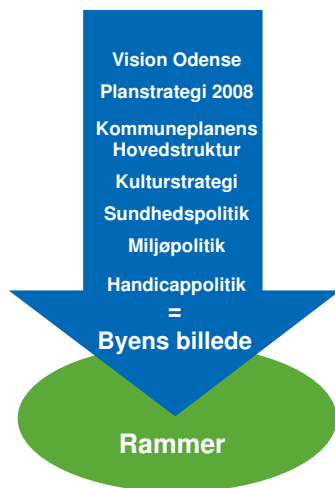 Vision Odense
Planstrategi 2008
Kommuneplanens
Hovedstruktur
Kulturstrategi
Sundhedspolitik
Miljøpolitik
Handicappolitik
=
Byens billede
Rammer